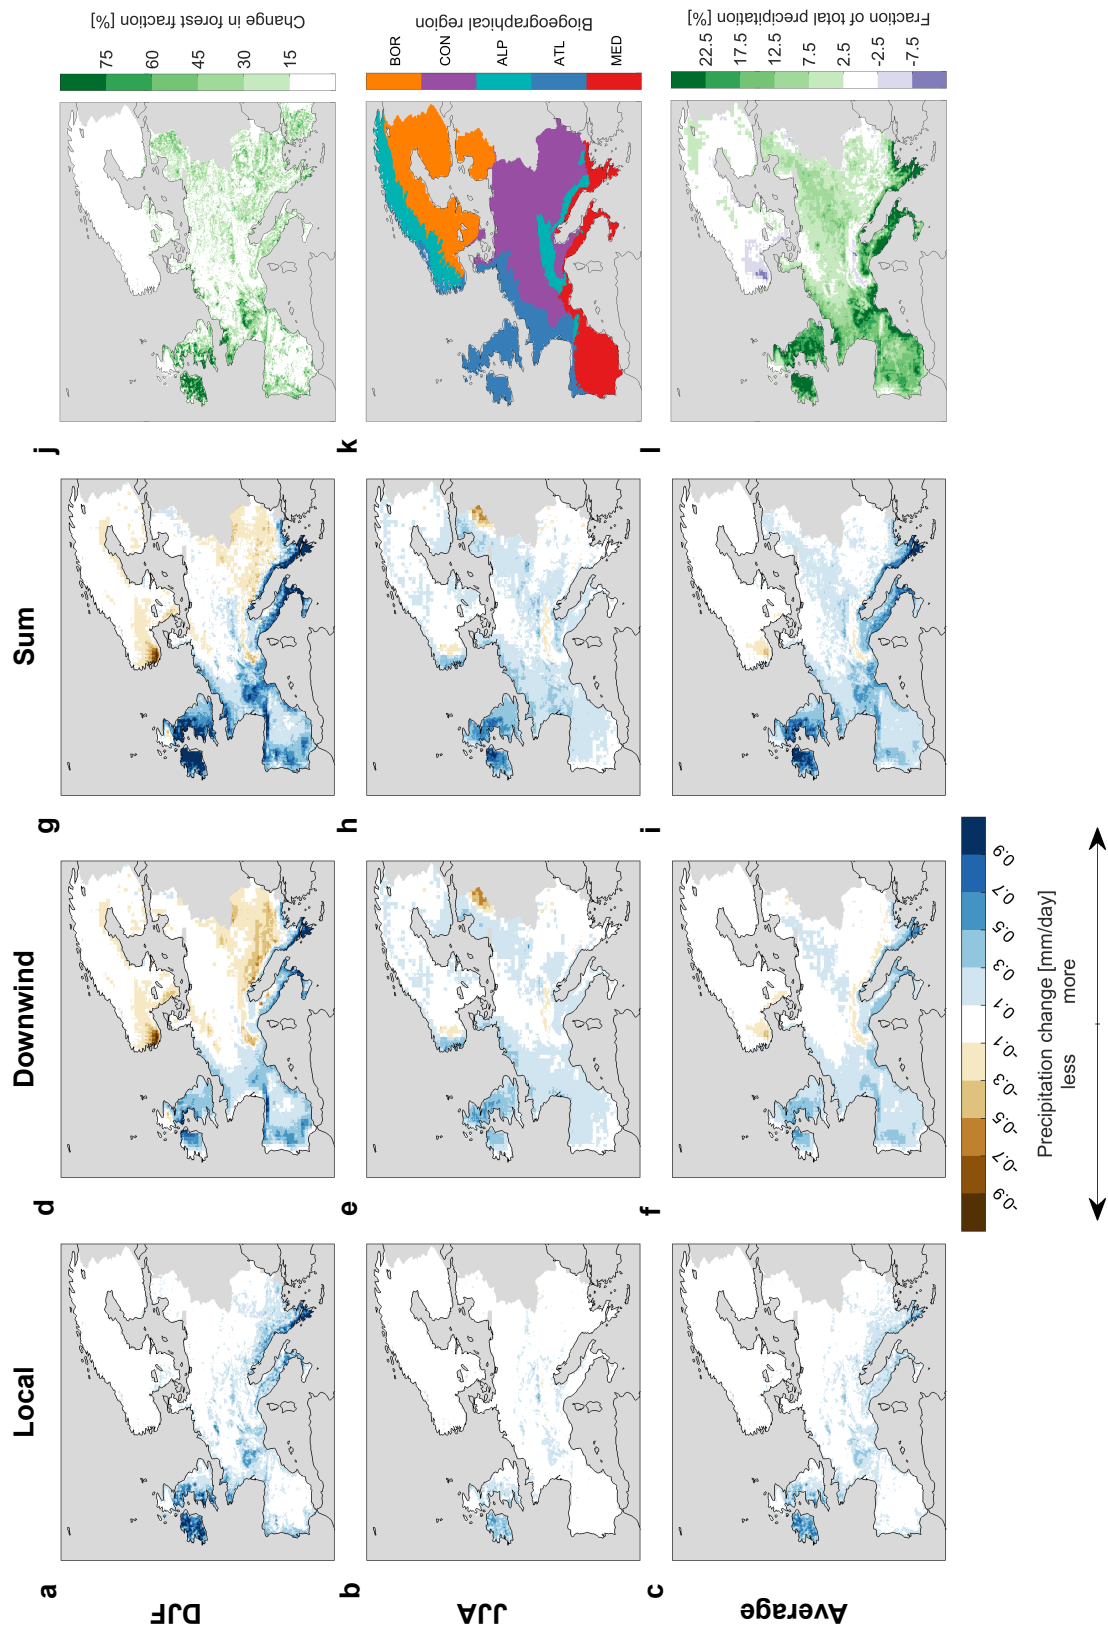 Local
Downwind
Sum
DJF
JJA
Average
a
d
g
j
b
e
h
k
c
f
i
l
75
60
45
30
15
Change in forest fraction [%]
BOR
CON
ALP
ATL
MED
Biogeographical region
22.5
17.5
12.5
7.5
2.5
-2.5
-7.5
Fraction of total precipitation [%]
-0.9
-0.7
-0.5
-0.3
-0.1
0.1
0.3
0.5
0.7
0.9
Precipitation change [mm/day]
less
more